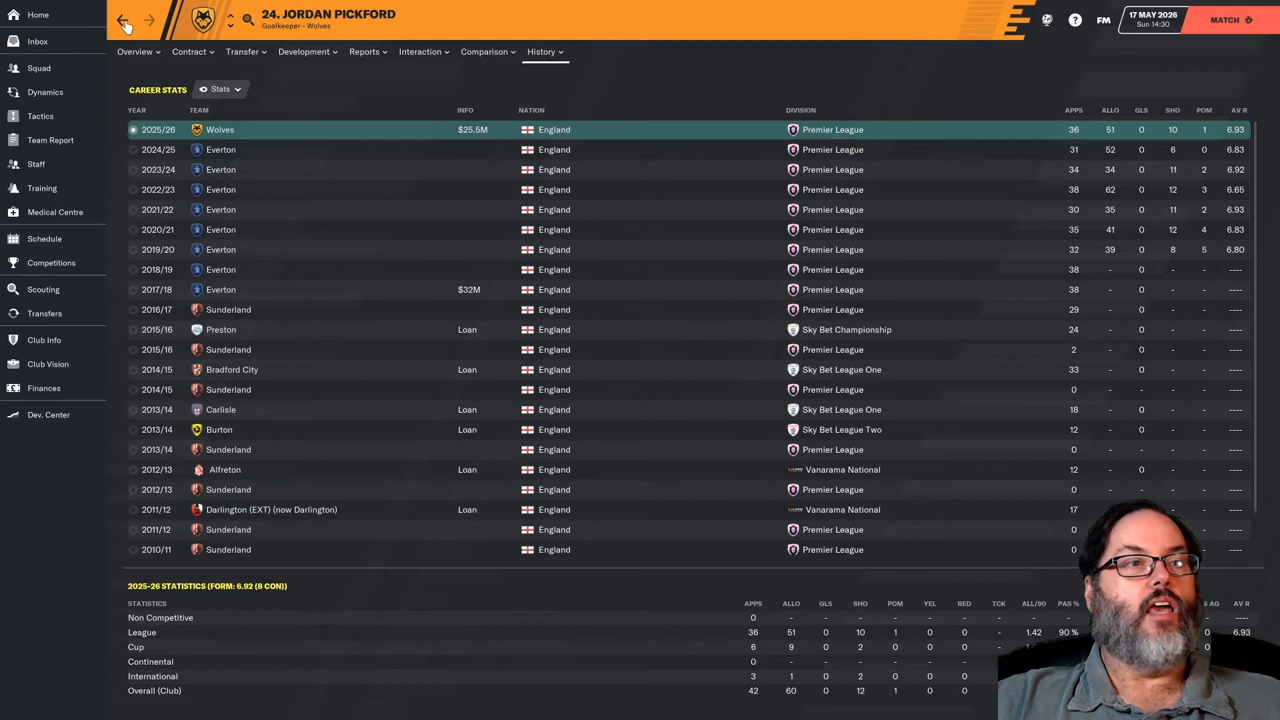 Home
Inbox
Squad
Dynamics
Tactics
Team Report
Staff
Training
Medical Centre
Schedule
Competitions
Scouting
Transfers
Club Info
Club Vision
Finances
Dev. Center
24. JORDAN PICKFORD
Goalkeeper - Wolves
FM
17 MAY 2026
Sun 14:30
MATCH
Overview Contract Transfer Development Reports Interaction Comparison History
CAREER STATS Stats
YEAR TEAM INFO NATION DIVISION APPS ALLO GLS SHO POM AV R
2025/26 Wolves $25.5M England Premier League 36 51 0 10 1 6.93
2024/25 Everton England Premier League 31 52 0 6 0 6.83
2023/24 Everton England Premier League 34 34 0 11 2 6.92
2022/23 Everton England Premier League 38 62 0 12 3 6.65
2021/22 Everton England Premier League 30 35 0 11 2 6.93
2020/21 Everton England Premier League 35 41 0 12 4 6.83
2019/20 Everton England Premier League 32 39 0 8 5 6.80
2018/19 Everton England Premier League 38 - 0 - - ----
2017/18 Everton $32M England Premier League 38 - 0 - - ----
2016/17 Sunderland England Premier League 29 - 0 - - ----
2015/16 Preston Loan England Sky Bet Championship 24 - 0 - - ----
2015/16 Sunderland England Premier League 2 - 0 - - ----
2014/15 Bradford City Loan England Sky Bet League One 33 - 0 - - ----
2014/15 Sunderland England Premier League 0 - - - - ----
2013/14 Carlisle Loan England Sky Bet League One 18 - 0 - - ----
2013/14 Burton Loan England Sky Bet League Two 12 - 0 - - ----
2013/14 Sunderland England Premier League 0 - - - - ----
2012/13 Alfreton Loan England Vanarama National 12 - 0 - - ----
2012/13 Sunderland England Premier League 0 - - - - ----
2011/12 Darlington (EXT) (now Darlington) Loan England Vanarama National 17 - 0 - - ----
2011/12 Sunderland England Premier League 0 - - - - ----
2010/11 Sunderland England Premier League 0 - - ----
2025-26 STATISTICS (FORM: 6.92 (8 CON))
STATISTICS APPS ALLO GLS SHO POM YEL RED TCK ALL/90 PAS % AG AV R
Non Competitive 0 - - - - - - - - - -
League 36 51 0 10 1 0 0 - 1.42 90 % 0 6.93
Cup 6 9 0 2 0 0 0 - 0
Continental 0 - - - - - - -
International 3 1 0 2 0 0 0 -
Overall (Club) 42 60 0 12 1 0 0